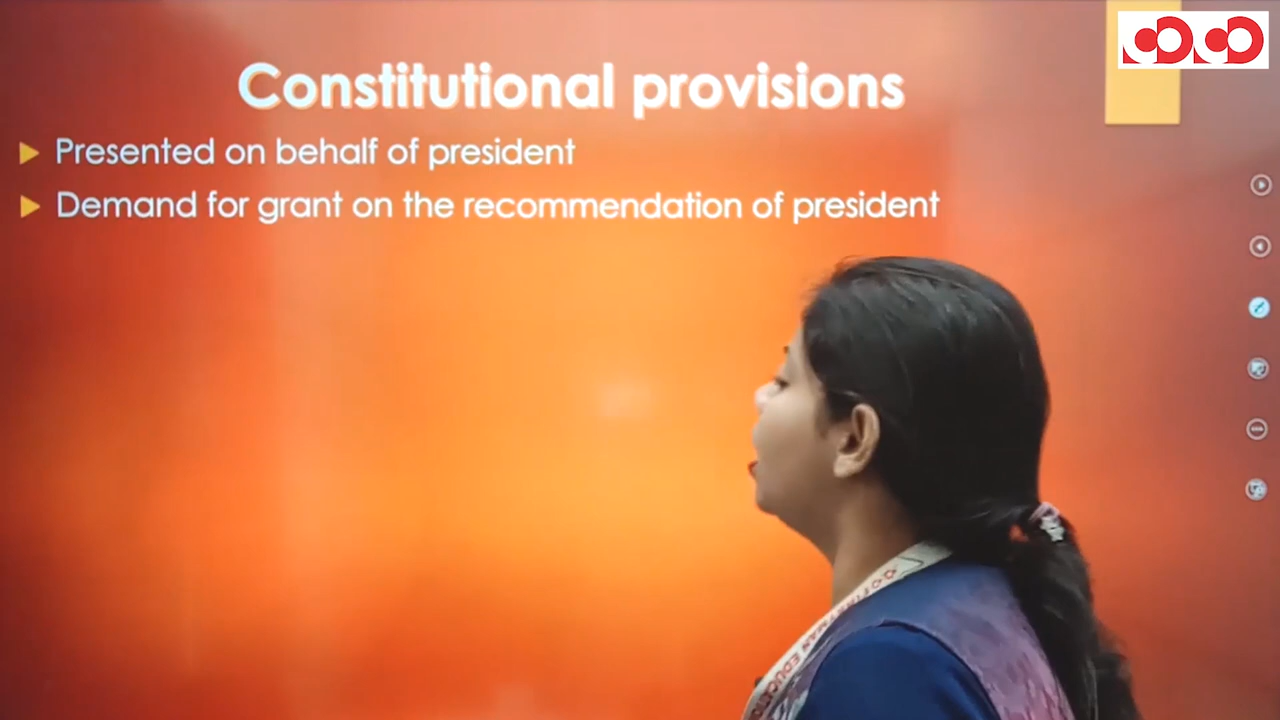 Constitutional provisions
Presented on behalf of president
Demand for grant on the recommendation of president